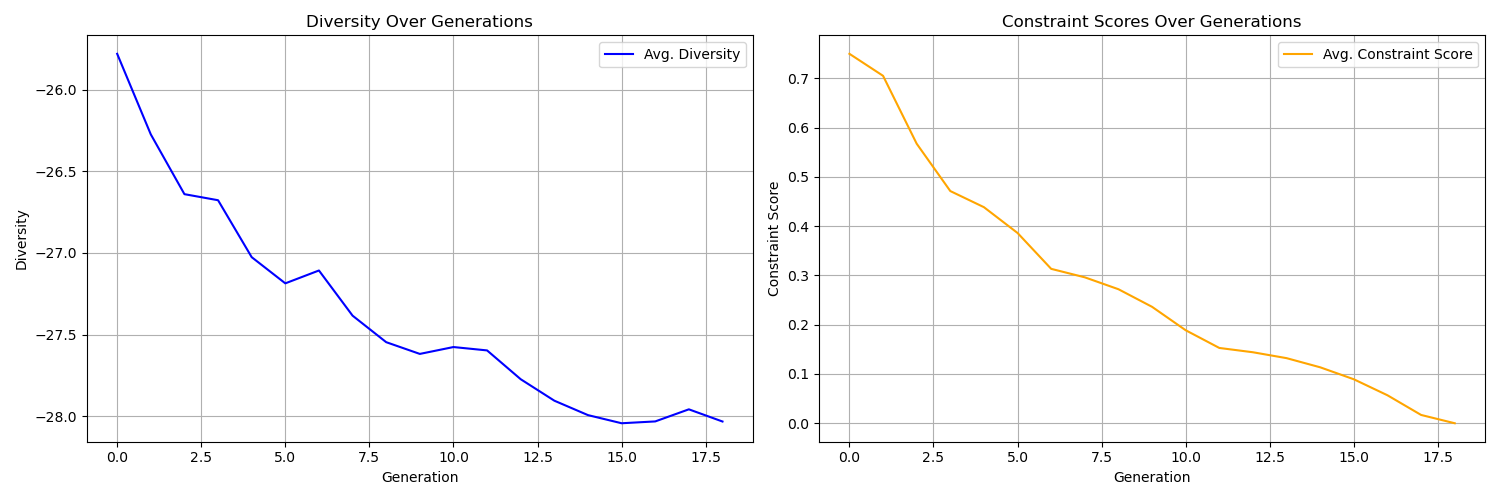 Diversity Over Generations
Avg. Diversity
Diversity
−26.0
−26.5
−27.0
−27.5
−28.0
0.0 2.5 5.0 7.5 10.0 12.5 15.0 17.5
Generation
Constraint Scores Over Generations
Avg. Constraint Score
Constraint Score
0.7
0.6
0.5
0.4
0.3
0.2
0.1
0.0
0.0 2.5 5.0 7.5 10.0 12.5 15.0 17.5
Generation